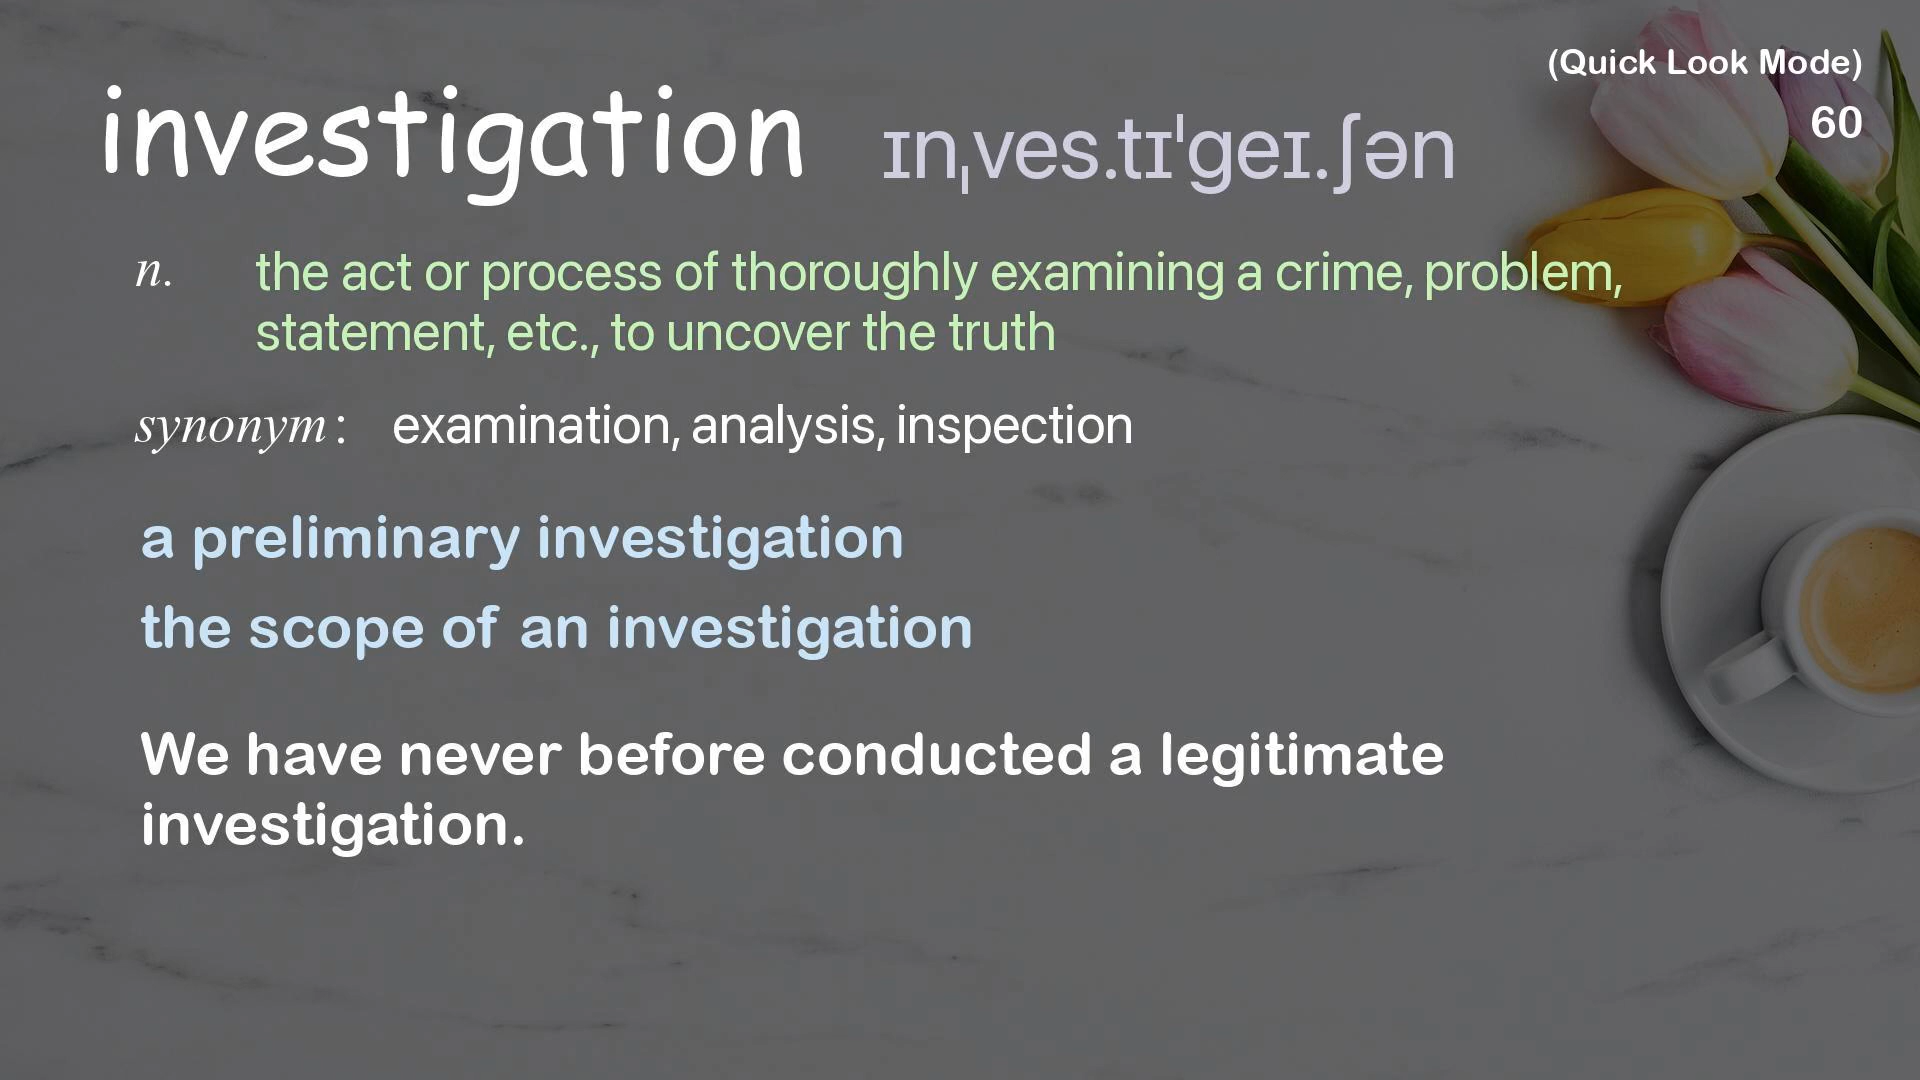 (Quick Look Mode)
investigation ɪnˌves.tɪˈgeɪ.ʃən 60
n. the act or process of thoroughly examining a crime, problem,
statement, etc., to uncover the truth
synonym : examination, analysis, inspection
a preliminary investigation
the scope of an investigation
We have never before conducted a legitimate
investigation.